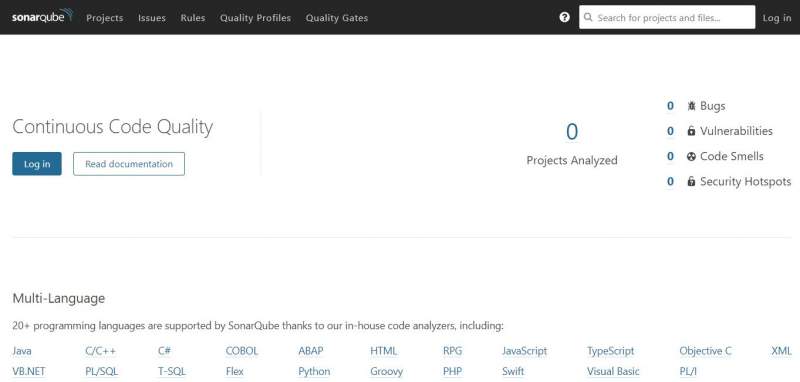 sonarqube Projects Issues Rules Quality Profiles Quality Gates ? Search for projects and files... Log in
Continuous Code Quality
Log in Read documentation
0
Projects Analyzed
0 Bugs
0 Vulnerabilities
0 Code Smells
0 Security Hotspots
Multi-Language
20+ programming languages are supported by SonarQube thanks to our in-house code analyzers, including:
Java C/C++ C# COBOL ABAP HTML RPG JavaScript TypeScript Objective C XML
VB.NET PL/SQL T-SQL Flex Python Groovy PHP Swift Visual Basic PL/I